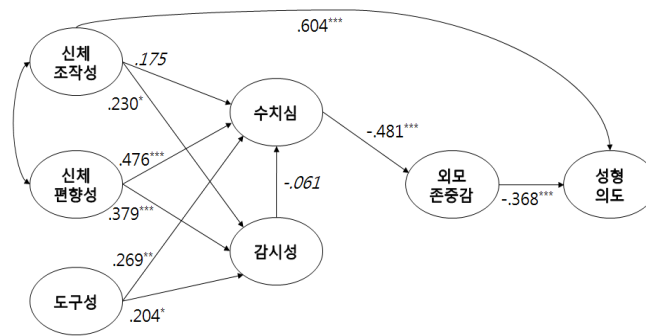 .604***
신체
조작성
.175
.230*
수치심
-.481***
.476***
신체
편향성
-.061
외모
존중감
성형
의도
-.368***
.379***
.269**
감시성
도구성
.204*